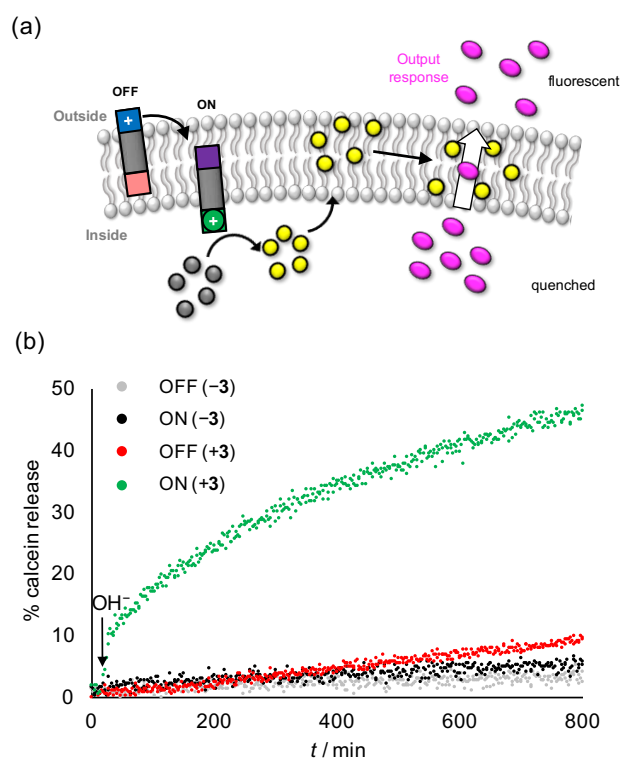 (a)
Output
response
fluorescent
OFF
ON
Outside
+
+
Inside
quenched
(b)
50
40
30
20
10
0
% calcein release
OFF (−3)
ON (−3)
OFF (+3)
ON (+3)
OH⁻
0
200
400
600
800
t / min